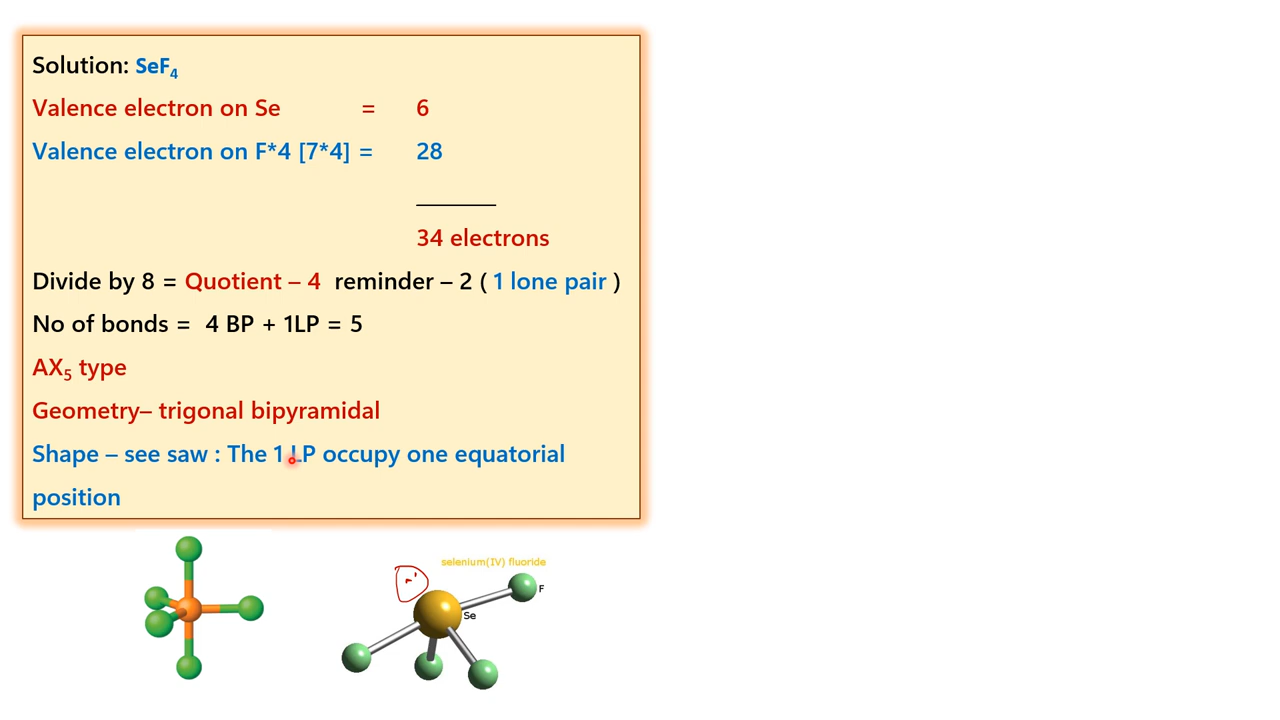 Solution: SeF₄
Valence electron on Se = 6
Valence electron on F*4 [7*4] = 28
34 electrons
Divide by 8 = Quotient – 4 reminder – 2 ( 1 lone pair )
No of bonds = 4 BP + 1LP = 5
AX₅ type
Geometry– trigonal bipyramidal
Shape – see saw : The 1 LP occupy one equatorial
position
selenium(IV) fluoride
F
Se